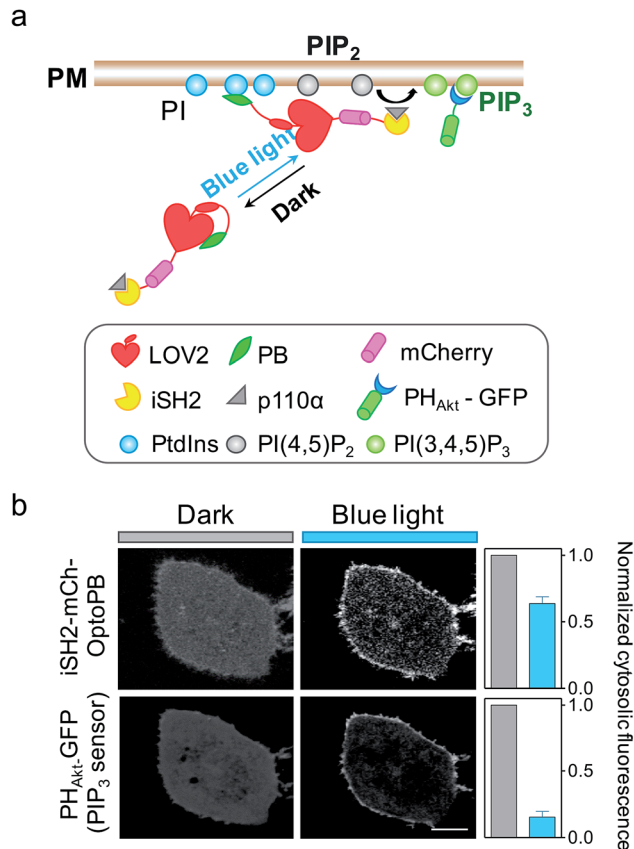 a
PIP2
PM
PI
PIP3
Blue light
Dark
LOV2
PB
mCherry
iSH2
p110α
PHAkt - GFP
PtdIns
PI(4,5)P2
PI(3,4,5)P3
b
Dark
Blue light
iSH2-mCh-
OptoPB
1.0
0.5
0.0
PHAkt-GFP
(PIP3 sensor)
1.0
0.5
0.0
Normalized cytosolic fluorescence